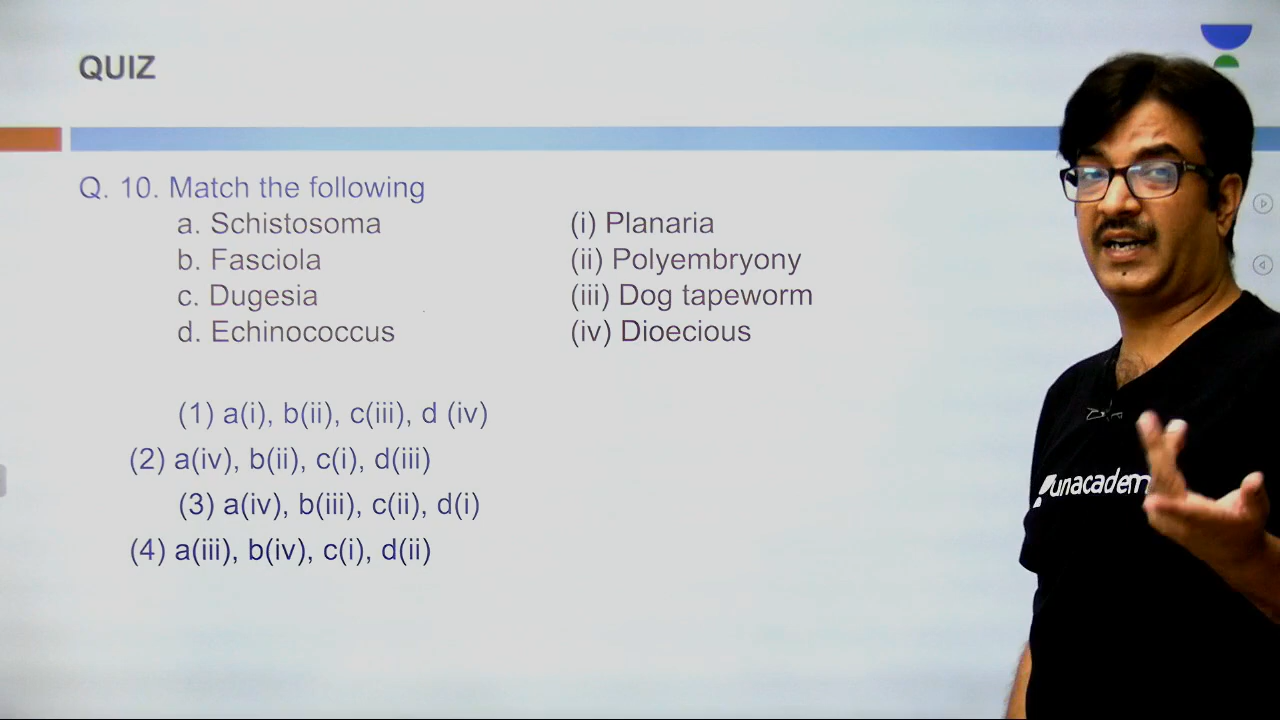 QUIZ
Q. 10. Match the following
a. Schistosoma (i) Planaria
b. Fasciola (ii) Polyembryony
c. Dugesia (iii) Dog tapeworm
d. Echinococcus (iv) Dioecious
(1) a(i), b(ii), c(iii), d (iv)
(2) a(iv), b(ii), c(i), d(iii)
(3) a(iv), b(iii), c(ii), d(i)
(4) a(iii), b(iv), c(i), d(ii)
unacadem